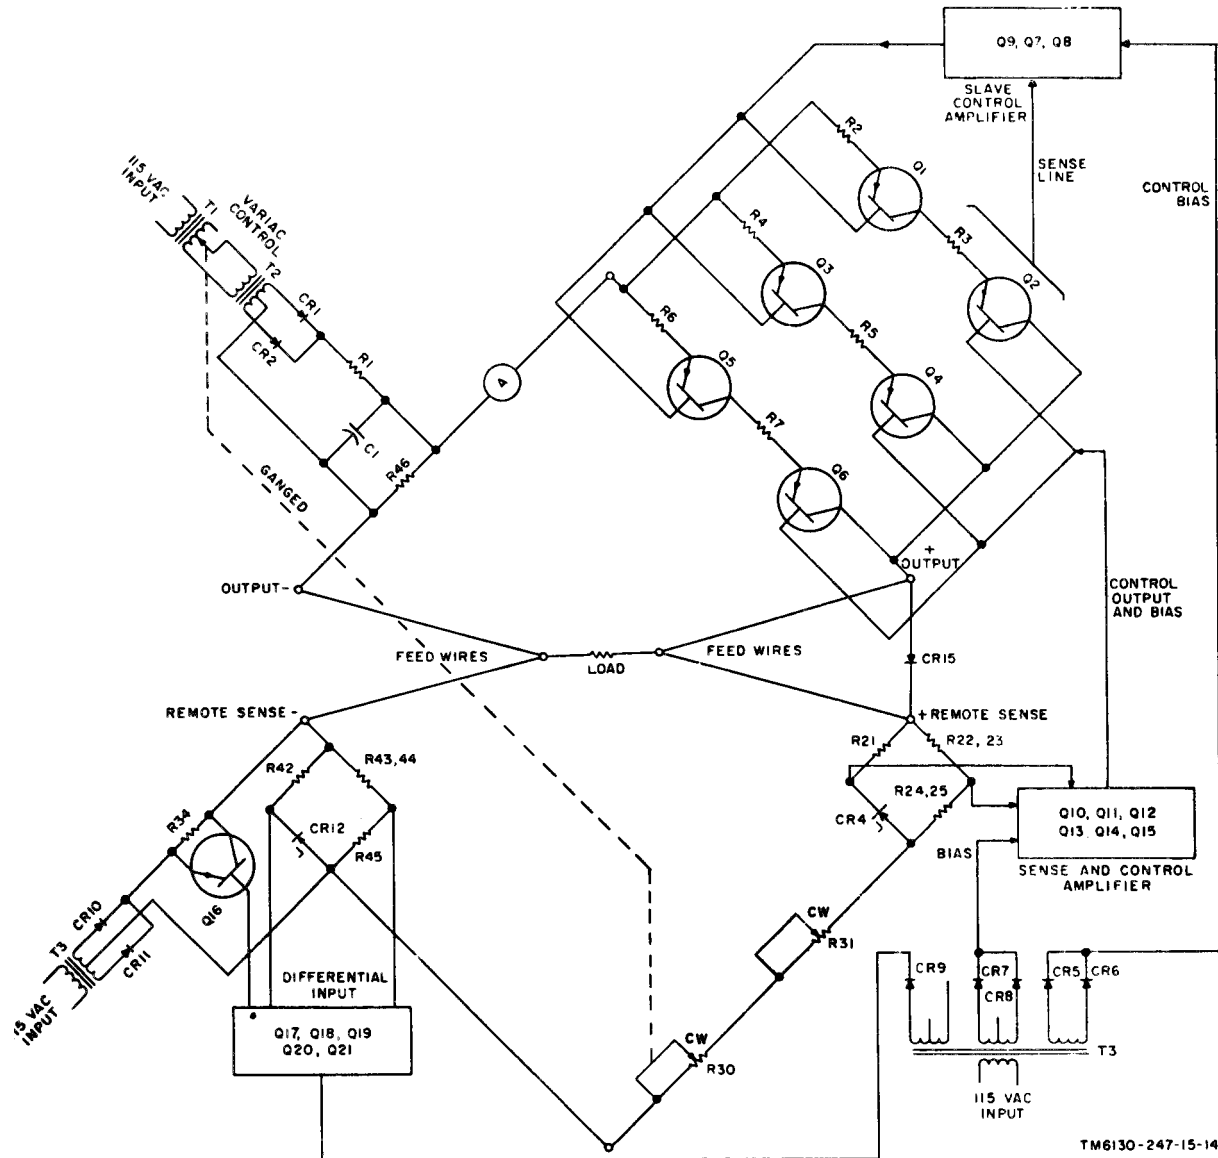 Q9, Q7, Q8
SLAVE
CONTROL
AMPLIFIER
SENSE
LINE
CONTROL
BIAS
R2
Q1
R3
Q2
R4
Q3
R5
Q4
R6
Q5
R7
Q6
115 VAC
INPUT
T1
VARIAC
CONTROL
T2
CR1
CR2
R1
C1
R46
A
GANGED
OUTPUT-
+
OUTPUT
CONTROL
OUTPUT
AND BIAS
FEED WIRES
LOAD
FEED WIRES
CR15
REMOTE SENSE -
+ REMOTE SENSE
R21
R22, 23
R42
R43,44
R24,25
CR4
CR12
R45
R34
Q16
BIAS
Q10, Q11, Q12
Q13, Q14, Q15
SENSE AND CONTROL
AMPLIFIER
CR10
CR11
T3
15 VAC
INPUT
CW
R31
DIFFERENTIAL
INPUT
Q17, Q18, Q19
Q20, Q21
CW
R30
CR9
CR7
CR8
CR5
CR6
T3
115 VAC
INPUT
TM6130-247-15-14